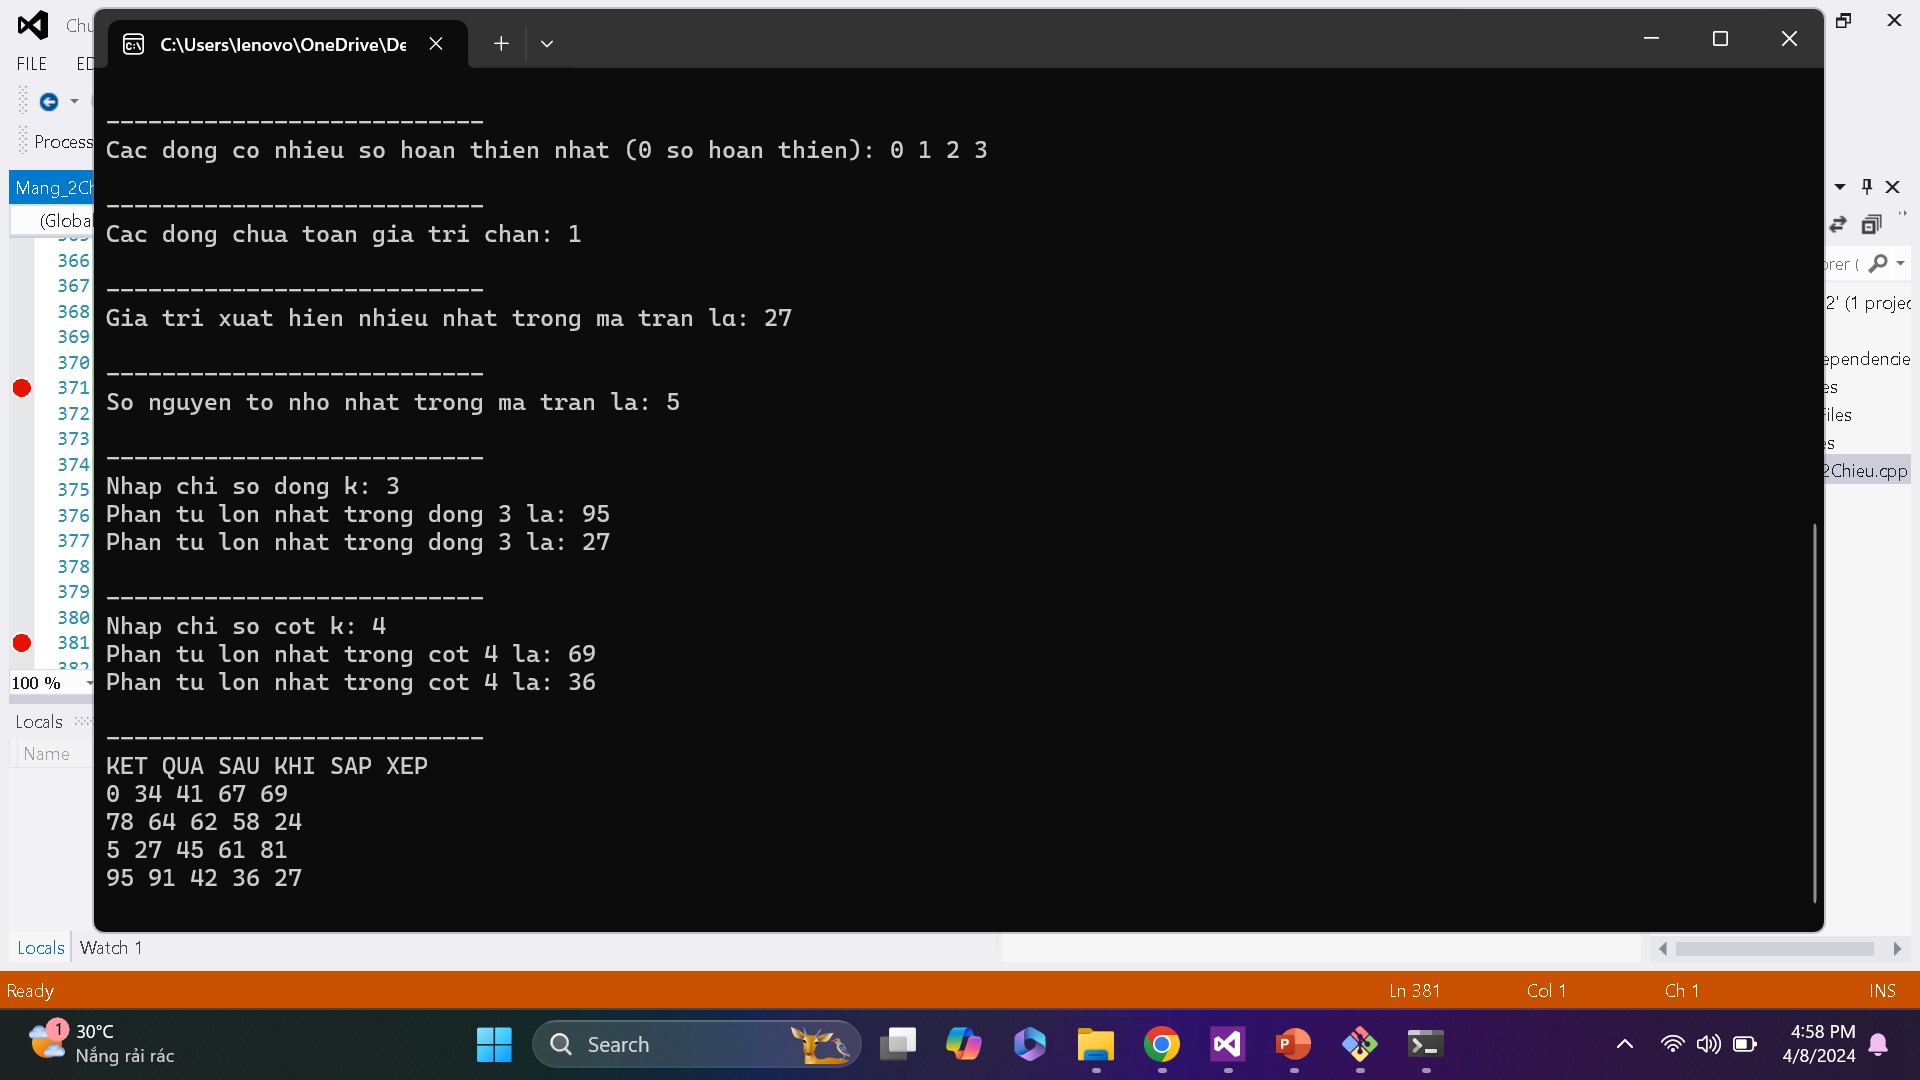 Chu
C:\Users\lenovo\OneDrive\De
FILE
ED
Process
Mang_2Ch
(Global
366
367
368
369
370
371
372
373
374
375
376
377
378
379
380
381
382
100 %
Locals
Name
---------------------------
Cac dong co nhieu so hoan thien nhat (0 so hoan thien): 0 1 2 3
---------------------------
Cac dong chua toan gia tri chan: 1
---------------------------
Gia tri xuat hien nhieu nhat trong ma tran lɑ: 27
---------------------------
So nguyen to nho nhat trong ma tran la: 5
---------------------------
Nhap chi so dong k: 3
Phan tu lon nhat trong dong 3 la: 95
Phan tu lon nhat trong dong 3 la: 27
---------------------------
Nhap chi so cot k: 4
Phan tu lon nhat trong cot 4 la: 69
Phan tu lon nhat trong cot 4 la: 36
---------------------------
KET QUA SAU KHI SAP XEP
0 34 41 67 69
78 64 62 58 24
5 27 45 61 81
95 91 42 36 27
orer (
2' (1 projec
ependencie
es
Files
es
2Chieu.cpp
Locals
Watch 1
Ready
Ln 381
Col 1
Ch 1
INS
1
30°C
Nắng rải rác
Search
4:58 PM
4/8/2024